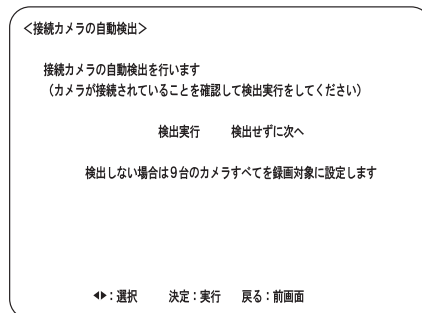 ＜接続カメラの自動検出＞
接続カメラの自動検出を行います
（カメラが接続されていることを確認して検出実行をしてください）
検出実行　　検出せずに次へ
検出しない場合は９台のカメラすべてを録画対象に設定します
◀▶：選択　　決定：実行　　戻る：前画面